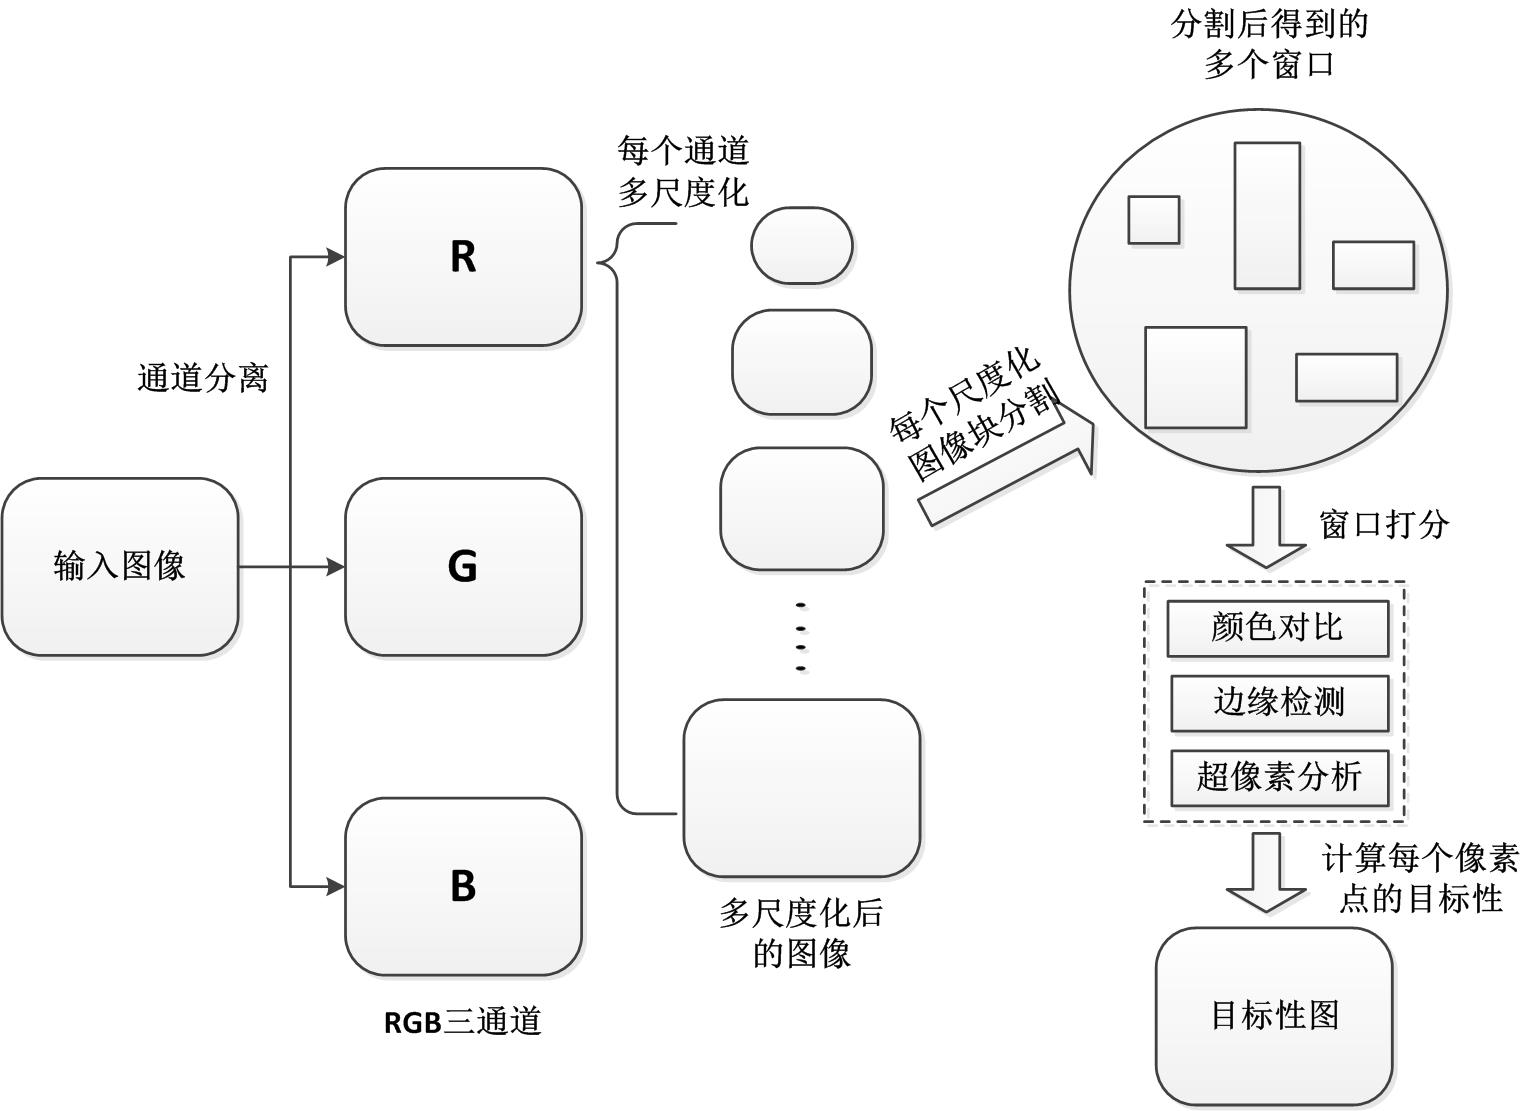 输入图像
通道分离
R
G
B
RGB三通道
每个通道
多尺度化
多尺度化后
的图像
每个尺度化
图像块分割
分割后得到的
多个窗口
窗口打分
颜色对比
边缘检测
超像素分析
计算每个像素
点的目标性
目标性图